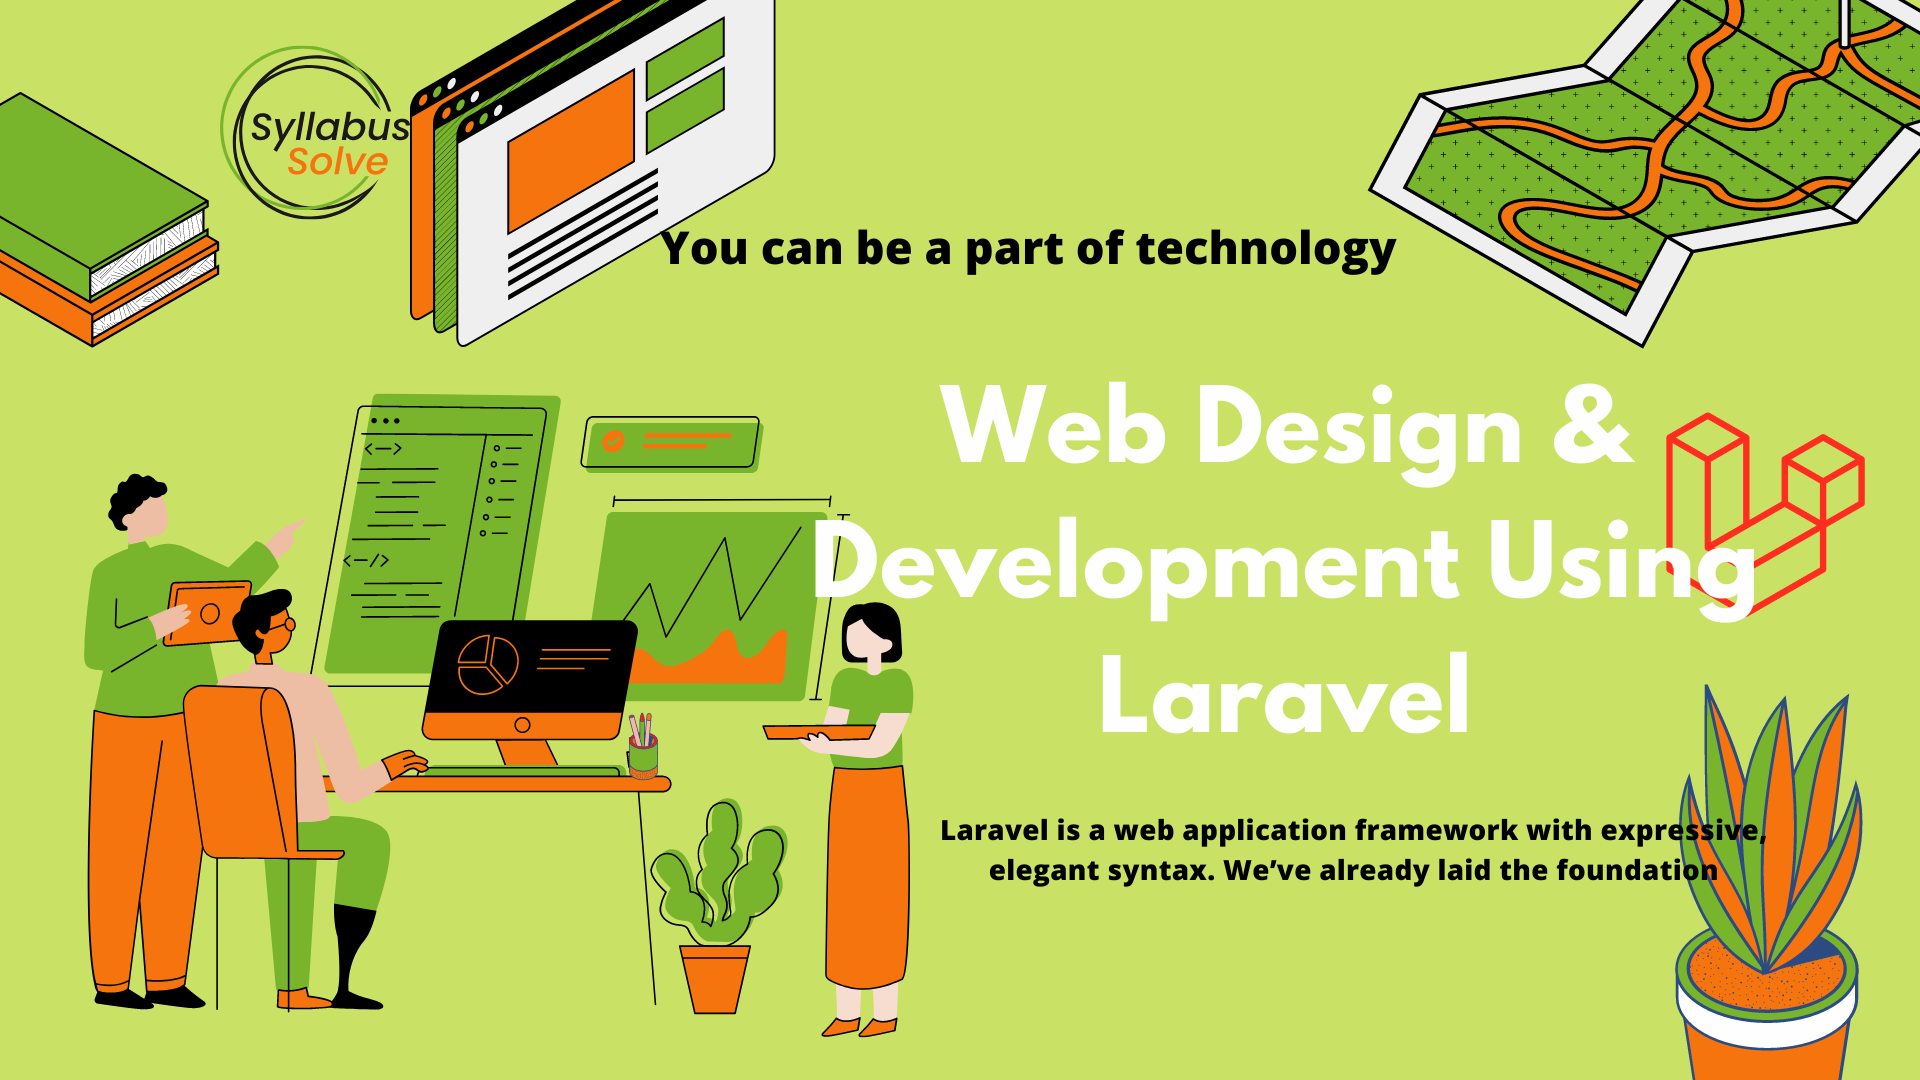 Syllabus
Solve
You can be a part of technology
Web Design &
Development Using
Laravel
Laravel is a web application framework with expressive,
elegant syntax. We’ve already laid the foundation